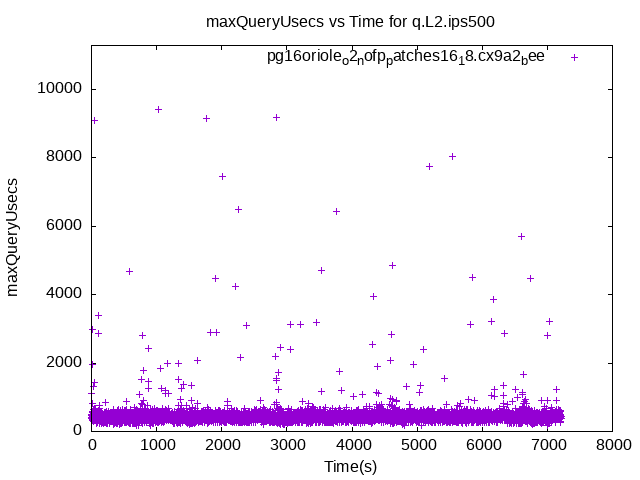 maxQueryUsecs vs Time for q.L2.ips500
pg16oriole_o2_nofp_patches16_18.cx9a2_bee
10000
8000
6000
4000
2000
0
maxQueryUsecs
0 1000 2000 3000 4000 5000 6000 7000 8000
Time(s)